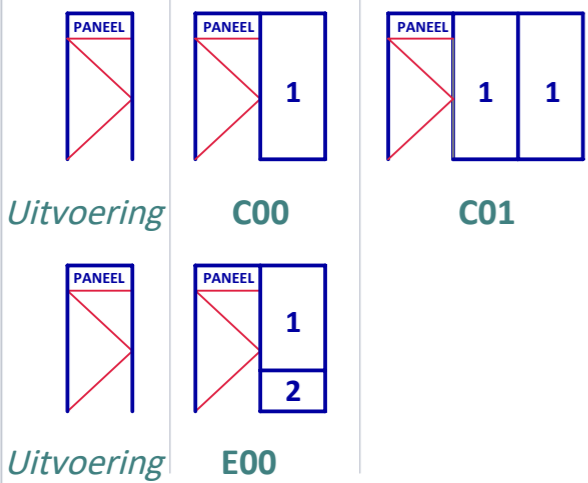 PANEEL PANEEL PANEEL
1 1 1
Uitvoering C00 C01
PANEEL PANEEL
1
2
Uitvoering E00